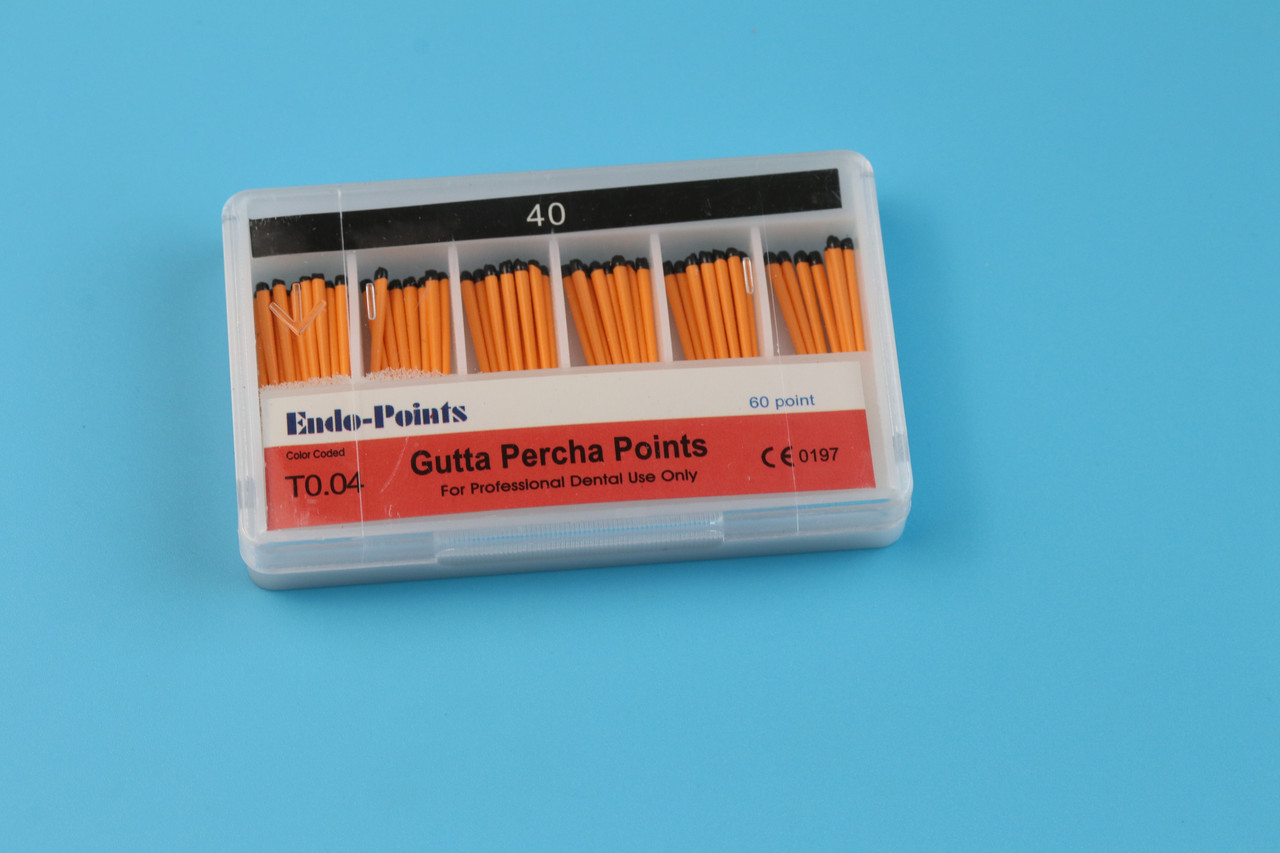 40
Endo-Points
60 point
Color Coded
Gutta Percha Points
CE 0197
T0.04
For Professional Dental Use Only